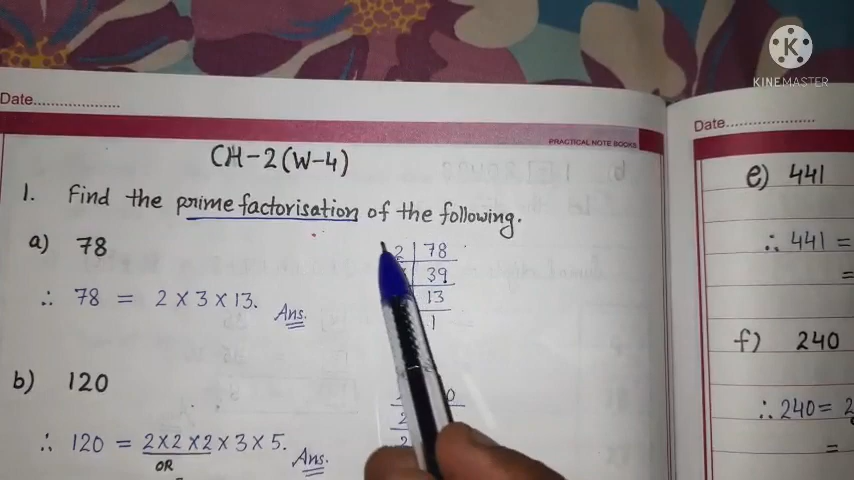 KINEMASTER
Date....................
PRACTICAL NOTE BOOKS
CH-2 (W-4)
1. Find the prime factorisation of the following.
a) 78
2 | 78
39
13
1
∴ 78 = 2 X 3 X 13. Ans.
b) 120
∴ 120 = 2X2X2 X 3 X 5. Ans.
OR
2
2
Date....................
e) 441
∴ 441 =
=
f) 240
∴ 240 = 2
=